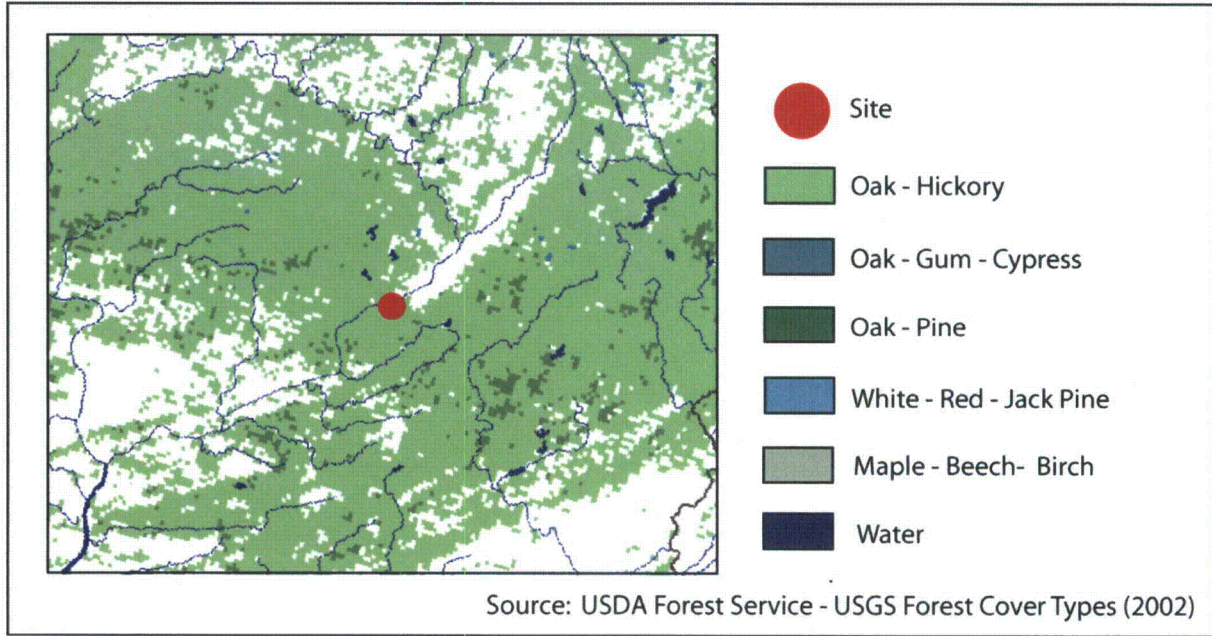 Site
Oak - Hickory
Oak - Gum - Cypress
Oak - Pine
White - Red - Jack Pine
Maple - Beech- Birch
Water
Source: USDA Forest Service - USGS Forest Cover Types (2002)